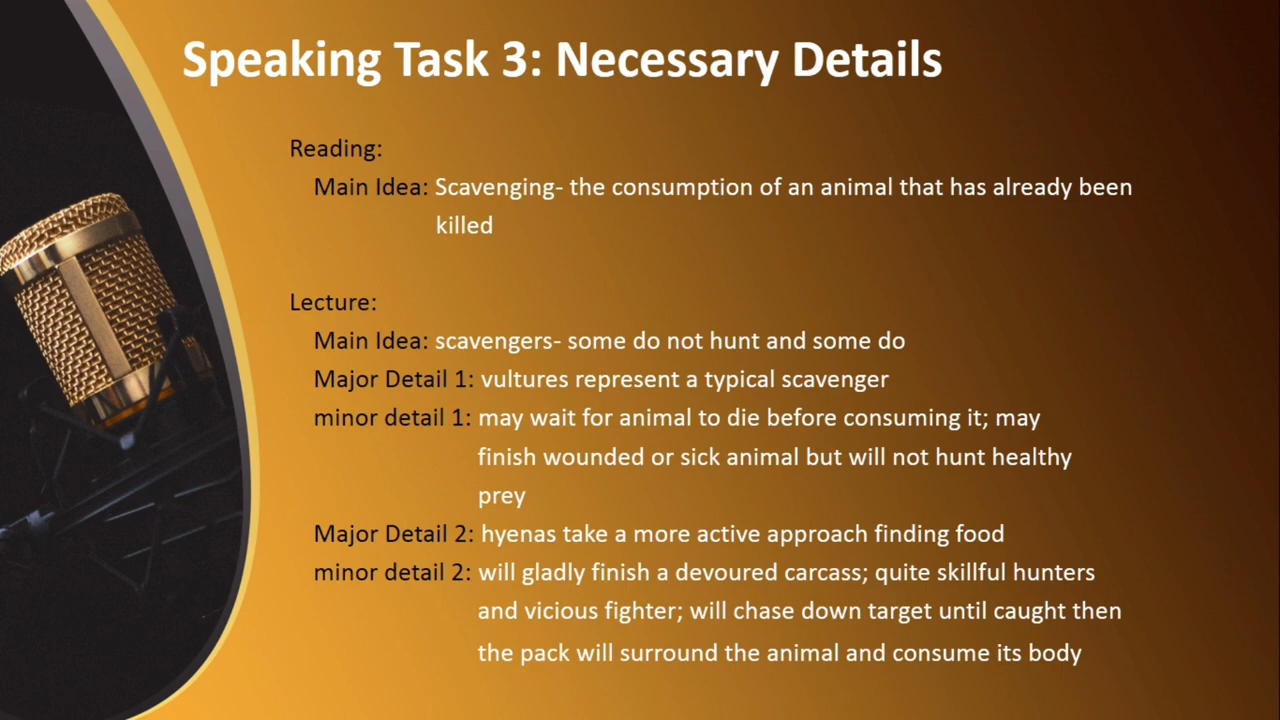 Speaking Task 3: Necessary Details
Reading:
Main Idea: Scavenging- the consumption of an animal that has already been
killed
Lecture:
Main Idea: scavengers- some do not hunt and some do
Major Detail 1: vultures represent a typical scavenger
minor detail 1: may wait for animal to die before consuming it; may
finish wounded or sick animal but will not hunt healthy
prey
Major Detail 2: hyenas take a more active approach finding food
minor detail 2: will gladly finish a devoured carcass; quite skillful hunters
and vicious fighter; will chase down target until caught then
the pack will surround the animal and consume its body